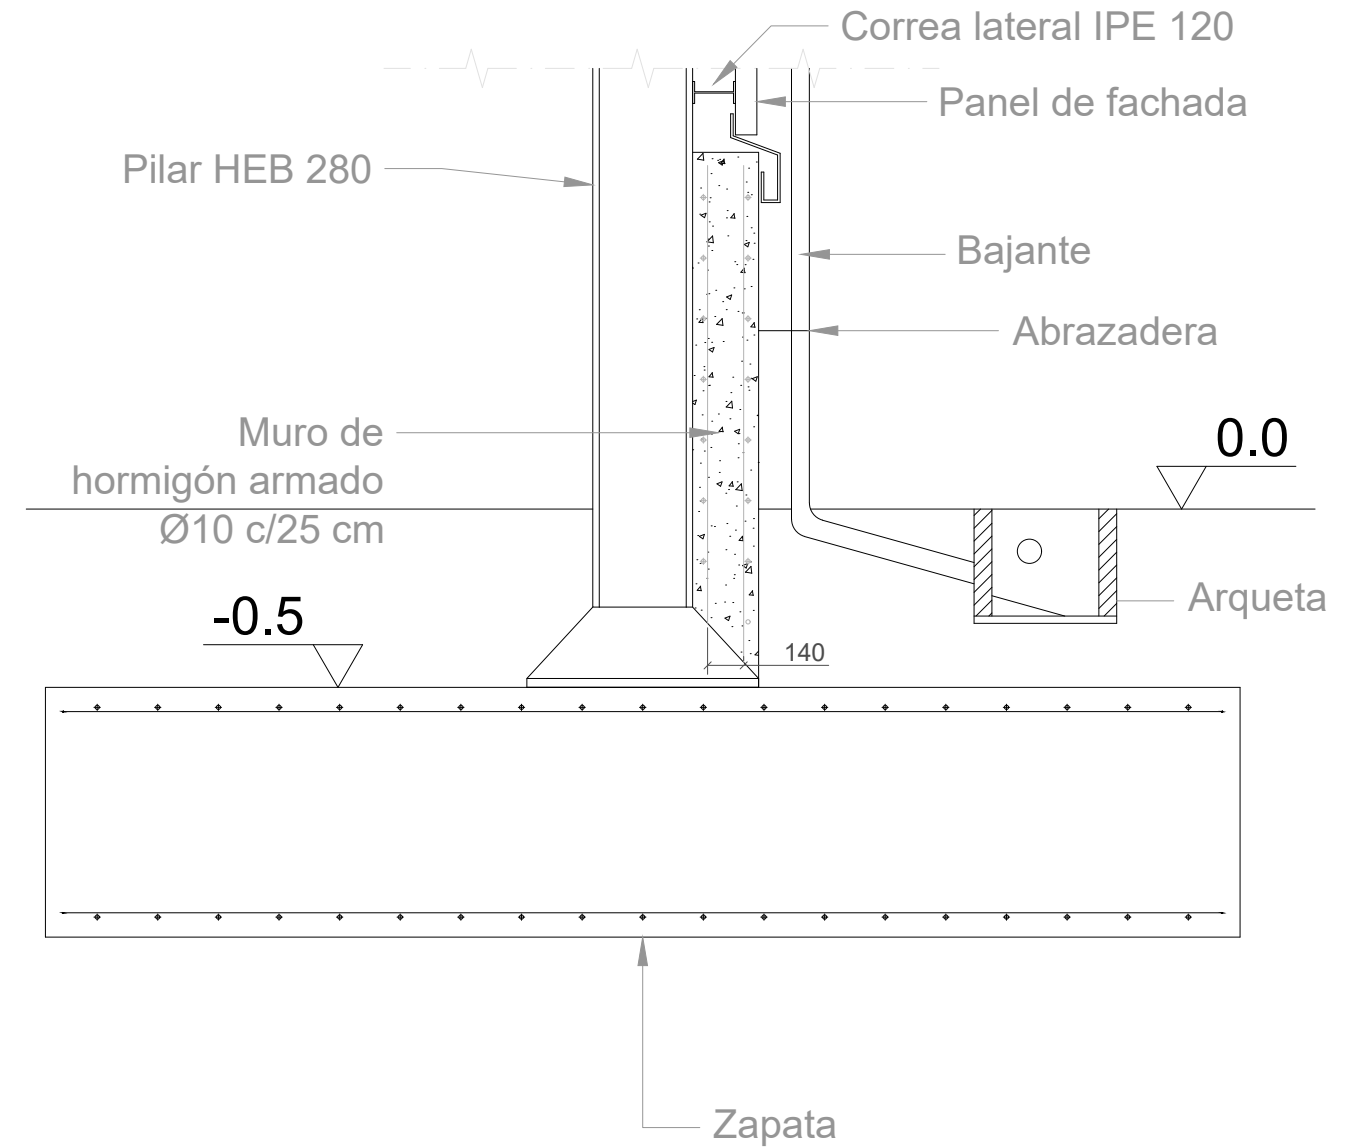 Correa lateral IPE 120
Panel de fachada
Pilar HEB 280
Bajante
Abrazadera
Muro de
hormigón armado
Ø10 c/25 cm
0.0
Arqueta
-0.5
140
Zapata